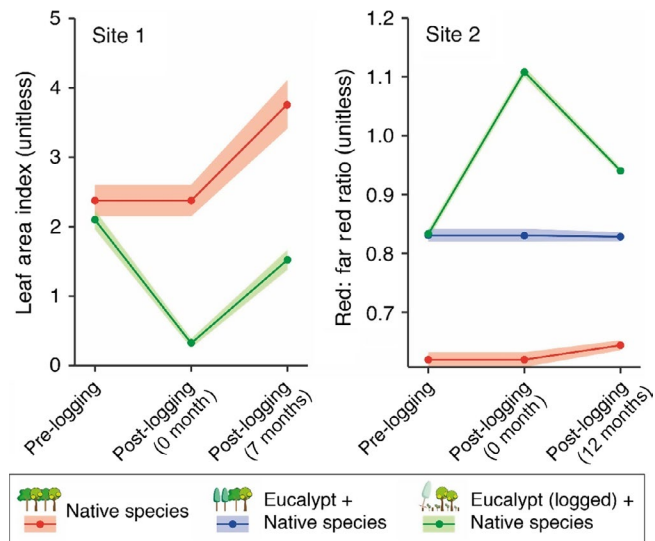 Site 1
Leaf area index (unitless)
5
4
3
2
1
0
Pre-logging
Post-logging
(0 month)
Post-logging
(7 months)
Site 2
Red: far red ratio (unitless)
1.2
1.1
1.0
0.9
0.8
0.7
Pre-logging
Post-logging
(0 month)
Post-logging
(12 months)
Native species
Eucalypt +
Native species
Eucalypt (logged) +
Native species